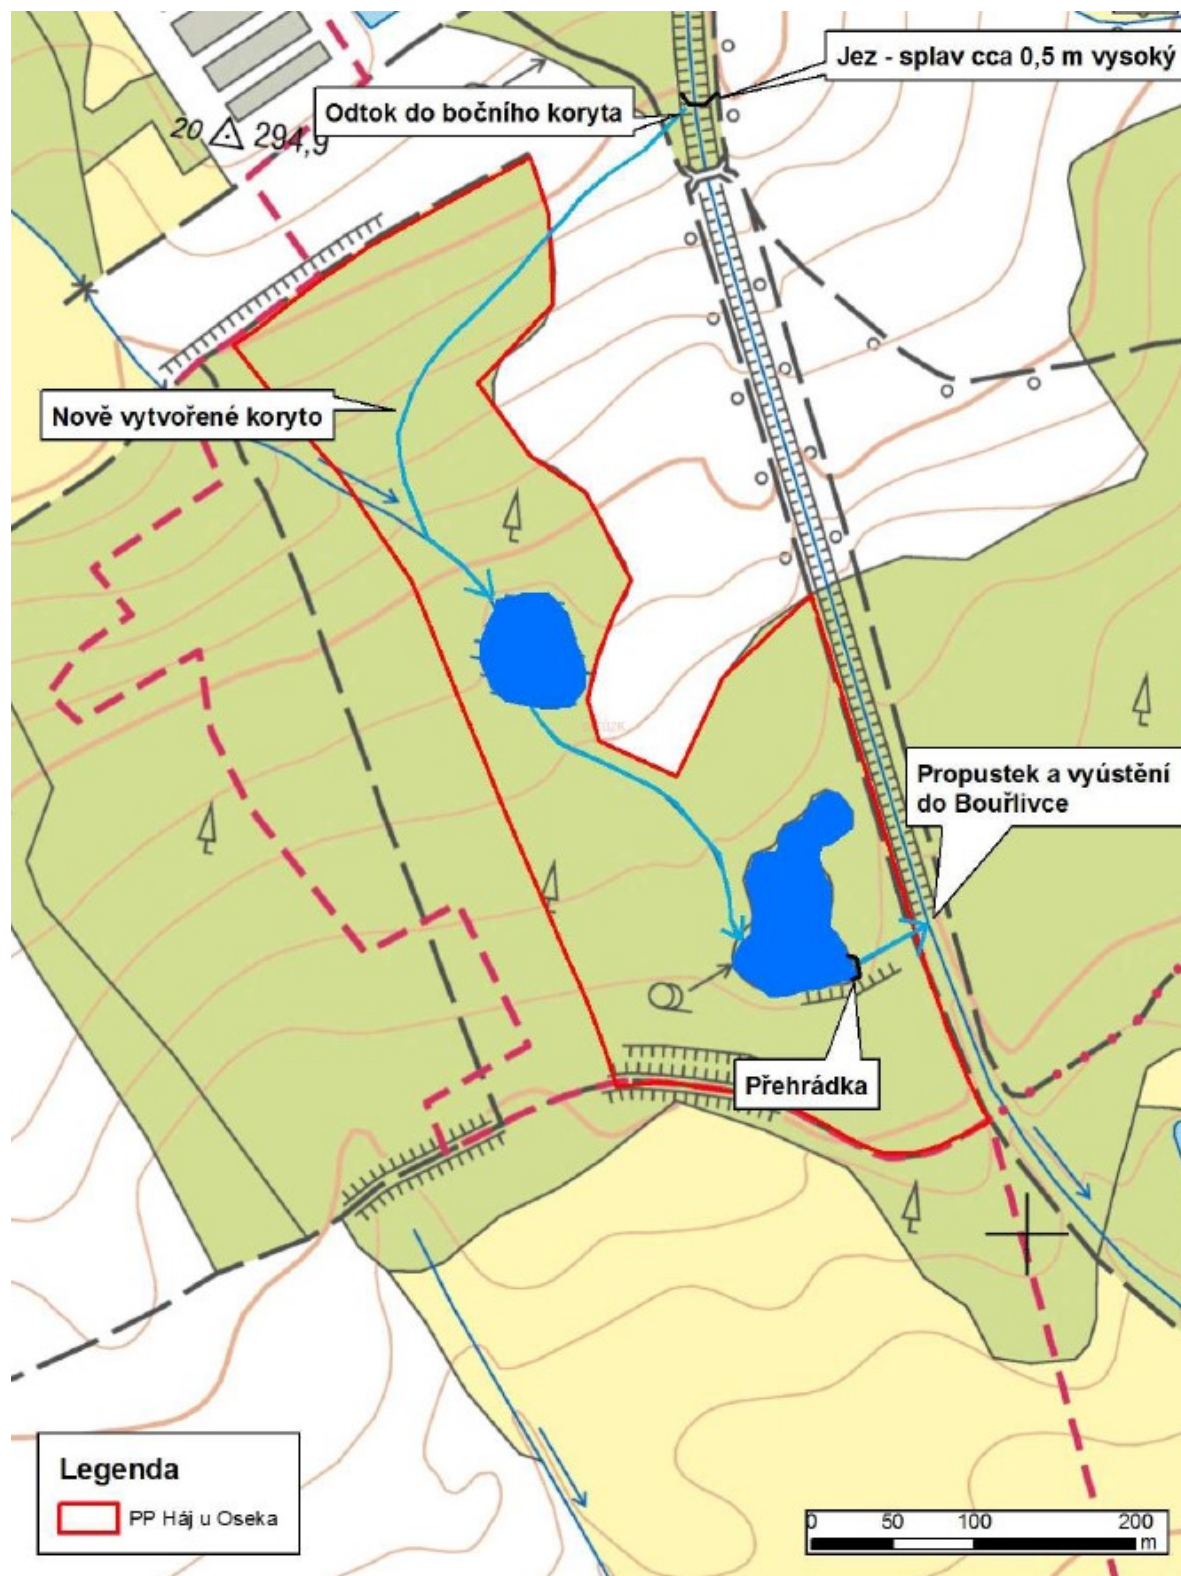 Jez - splav cca 0,5 m vysoký
Odtok do bočního koryta
20 294,9
Nově vytvořené koryto
Propustek a vyústění
do Bouřlivce
Přehrádka
Legenda
PP Háj u Oseka
0 50 100 200
m